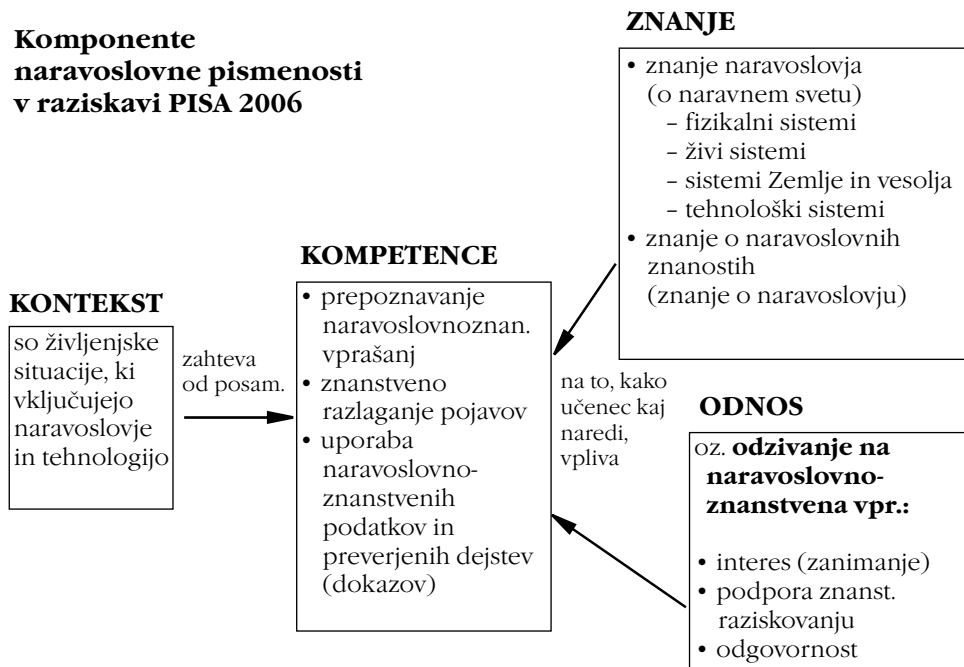 Komponente
naravoslovne pismenosti
v raziskavi PISA 2006
KONTEKST
so življenjske
situacije, ki
vključujejo
naravoslovje
in tehnologijo
zahteva
od posam.
KOMPETENCE
• prepoznavanje
naravoslovnoznan.
vprašanj
• znanstveno
razlaganje pojavov
• uporaba
naravoslovno-
znanstvenih
podatkov in
preverjenih dejstev
(dokazov)
na to, kako
učenec kaj
naredi,
vpliva
ZNANJE
• znanje naravoslovja
(o naravnem svetu)
– fizikalni sistemi
– živi sistemi
– sistemi Zemlje in vesolja
– tehnološki sistemi
• znanje o naravoslovnih
znanostih
(znanje o naravoslovju)
ODNOS
oz. odzivanje na
naravoslovno-
znanstvena vpr.:
• interes (zanimanje)
• podpora znanst.
raziskovanju
• odgovornost